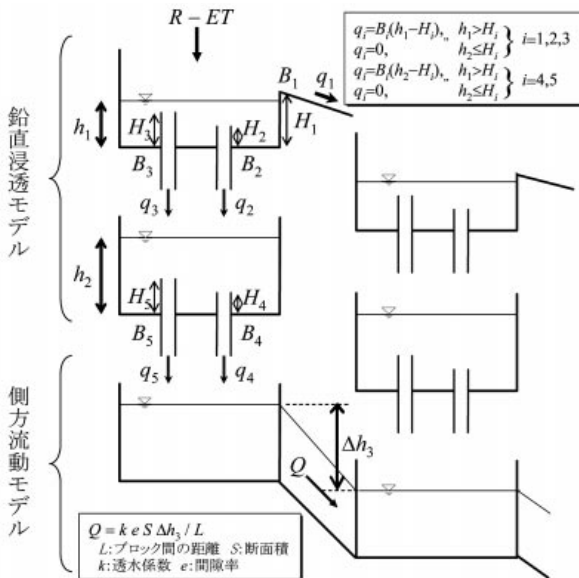 R − ET
qᵢ=Bᵢ(h₁−Hᵢ),,, h₁>Hᵢ
qᵢ=0, h₂≤Hᵢ
i=1,2,3
qᵢ=Bᵢ(h₂−Hᵢ),,, h₁>Hᵢ
qᵢ=0, h₂≤Hᵢ
i=4,5
鉛直浸透モデル
B₁
q₁
h₁
H₃
H₂
H₁
B₃
B₂
q₃
q₂
h₂
H₅
H₄
B₅
B₄
q₅
q₄
側方流動モデル
Δh₃
Q
Q = k e S Δh₃ / L
L:ブロック間の距離 S:断面積
k:透水係数 e:間隙率